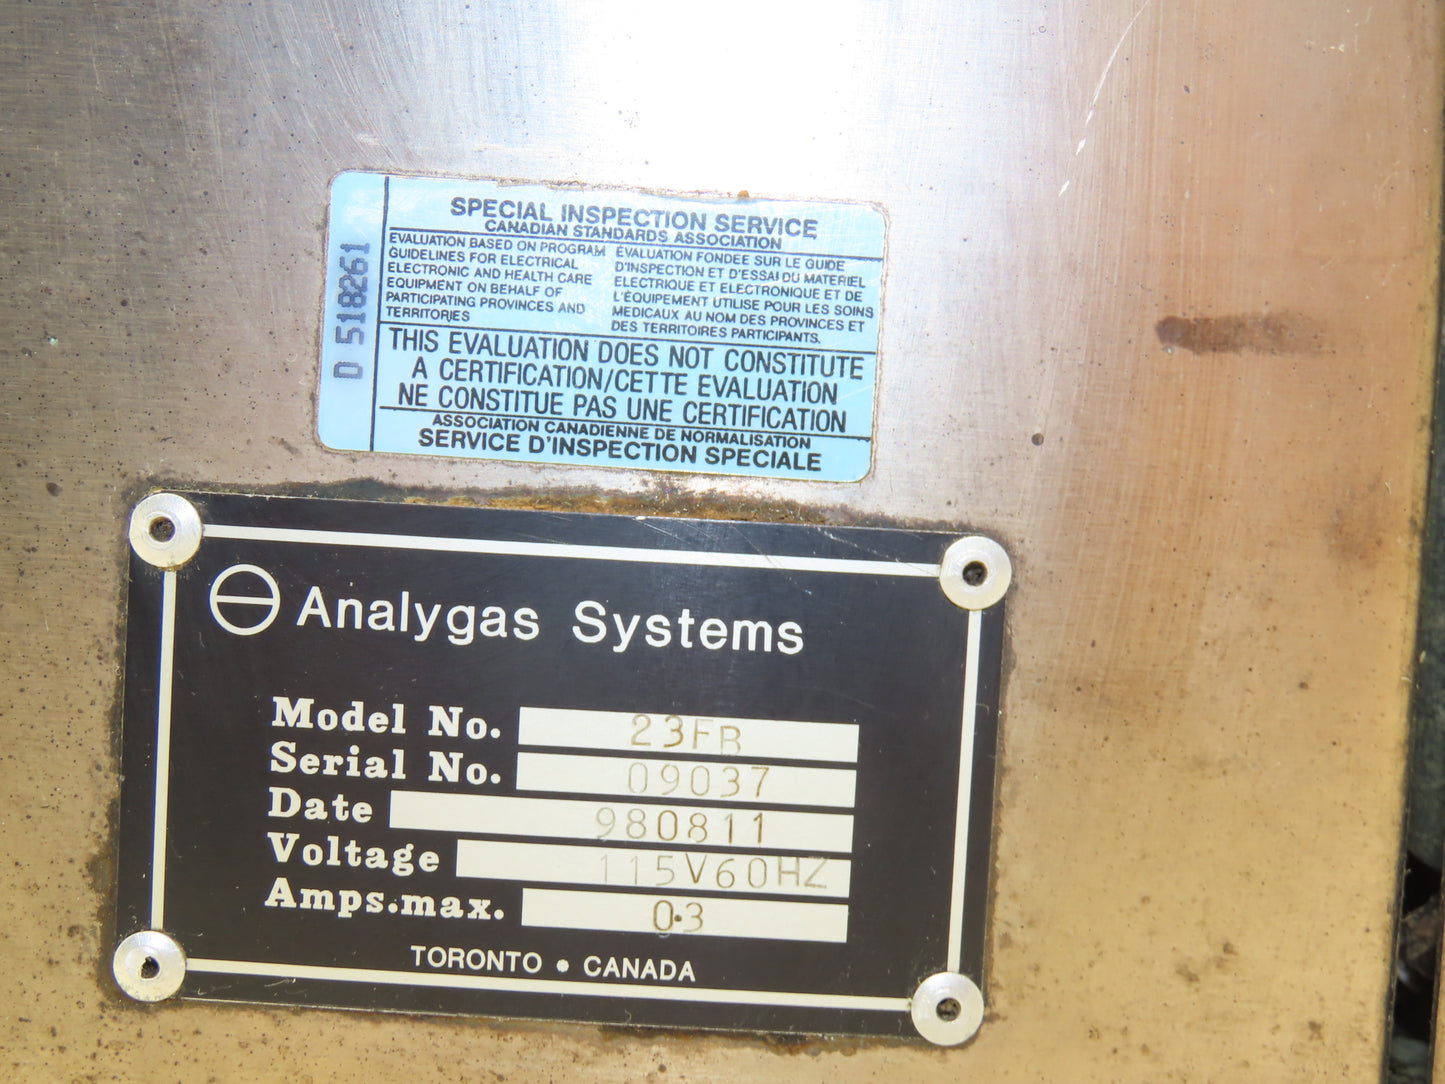 D 518261
SPECIAL INSPECTION SERVICE
CANADIAN STANDARDS ASSOCIATION
EVALUATION BASED ON PROGRAM
GUIDELINES FOR ELECTRICAL
ELECTRONIC AND HEALTH CARE
EQUIPMENT ON BEHALF OF
PARTICIPATING PROVINCES AND
TERRITORIES
ÉVALUATION FONDÉE SUR LE GUIDE
D'INSPECTION ET D'ESSAI DU MATERIEL
ELECTRIQUE ET ELECTRONIQUE ET DE
L'ÉQUIPEMENT UTILISE POUR LES SOINS
MEDICAUX AU NOM DES PROVINCES ET
DES TERRITOIRES PARTICIPANTS.
THIS EVALUATION DOES NOT CONSTITUTE
A CERTIFICATION/CETTE EVALUATION
NE CONSTITUE PAS UNE CERTIFICATION
ASSOCIATION CANADIENNE DE NORMALISATION
SERVICE D'INSPECTION SPECIALE
Analygas Systems
Model No. 23FB
Serial No. 09037
Date 980811
Voltage 115V60HZ
Amps.max. 0.3
TORONTO • CANADA